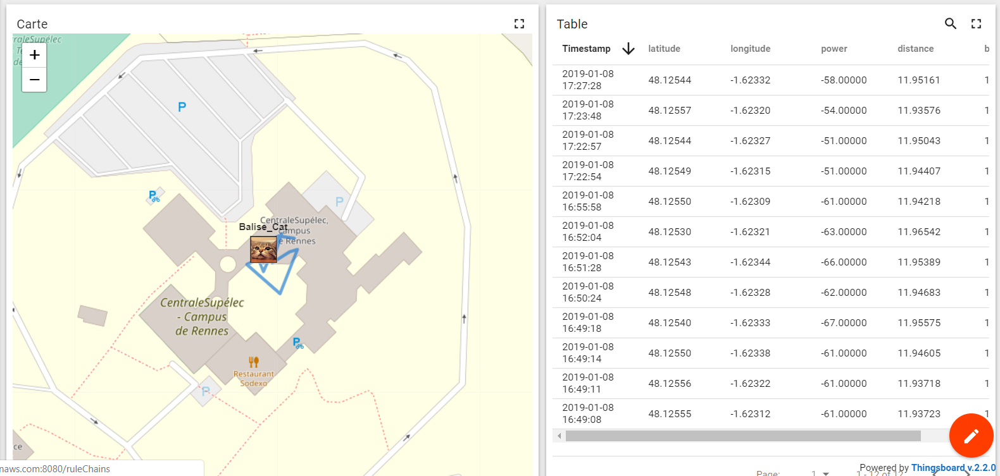 Carte
raleSupélec
Te
de
+
−
P
P
P
Balise_Cat
CentraleSupélec,
campus
e Rennes
CentraleSupélec
- Campus
de Rennes
P
Restaurant
Sodexo
P
ce
naws.com:8080/ruleChains
Table
Timestamp latitude longitude power distance b
2019-01-08
17:27:28 48.12544 -1.62332 -58.00000 11.95161 1
2019-01-08
17:23:48 48.12557 -1.62320 -54.00000 11.93576 1
2019-01-08
17:22:57 48.12544 -1.62327 -51.00000 11.95043 1
2019-01-08
17:22:54 48.12549 -1.62315 -51.00000 11.94407 1
2019-01-08
16:55:58 48.12550 -1.62309 -61.00000 11.94218 1
2019-01-08
16:52:04 48.12530 -1.62321 -63.00000 11.96542 1
2019-01-08
16:51:28 48.12543 -1.62344 -66.00000 11.95389 1
2019-01-08
16:50:24 48.12548 -1.62328 -62.00000 11.94683 1
2019-01-08
16:49:18 48.12540 -1.62333 -67.00000 11.95575 1
2019-01-08
16:49:14 48.12550 -1.62338 -61.00000 11.94605 1
2019-01-08
16:49:11 48.12556 -1.62322 -61.00000 11.93718 1
2019-01-08
16:49:08 48.12555 -1.62312 -61.00000 11.93723 1
Powered by Thingsboard v.2.2.0
Page: 1 1 - 12 of 12